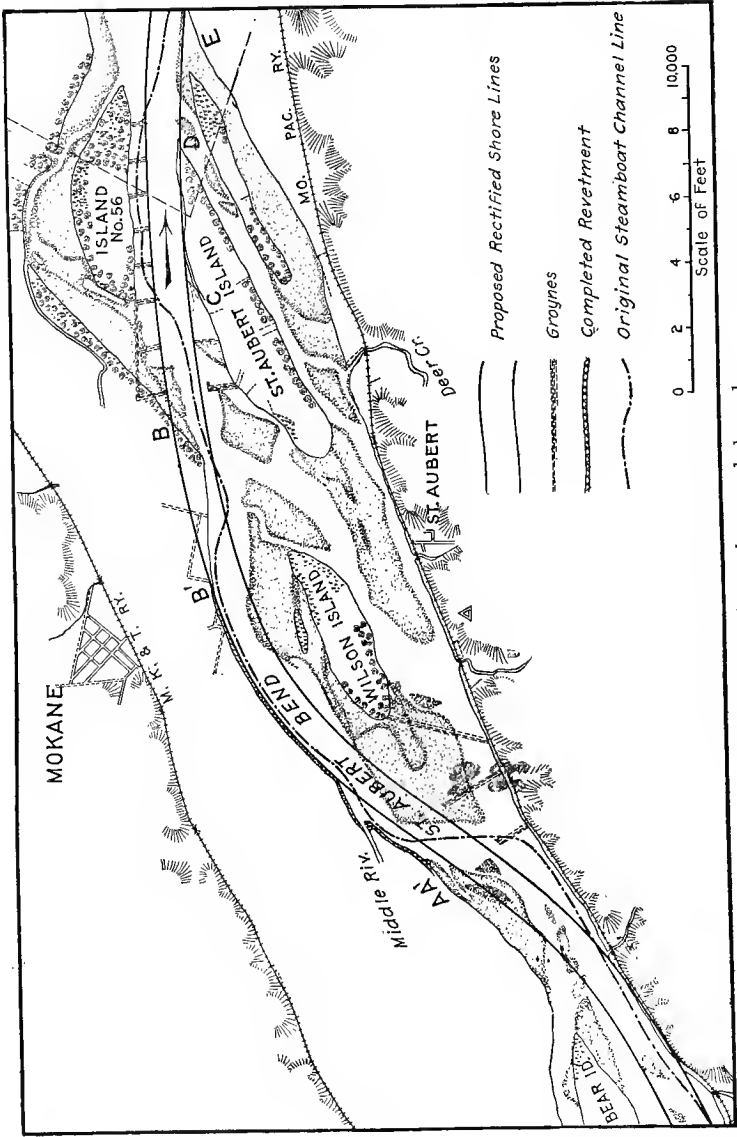 MOKANE
M. K. & T. RY.
B
B'
ISLAND
No. 56
E
D
C
ST. AUBERT ISLAND
MO. PAC. RY.
WILSON ISLAND
ST. AUBERT BEND
Middle Riv.
AA'
BEAR ID.
ST. AUBERT
Deer Cr.
Proposed Rectified Shore Lines
Groynes
Completed Revetment
Original Steamboat Channel Line
0 2 4 6 8 10,000
Scale of Feet